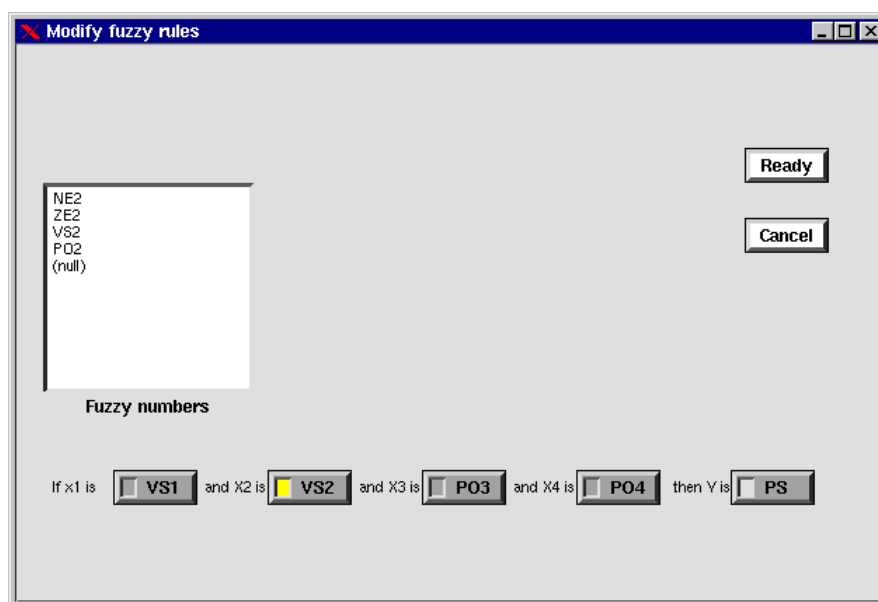 Modify fuzzy rules
Ready
NE2
ZE2
VS2
PO2
(null)
Cancel
Fuzzy numbers
If x1 is VS1 and X2 is VS2 and X3 is PO3 and X4 is PO4 then Y is PS